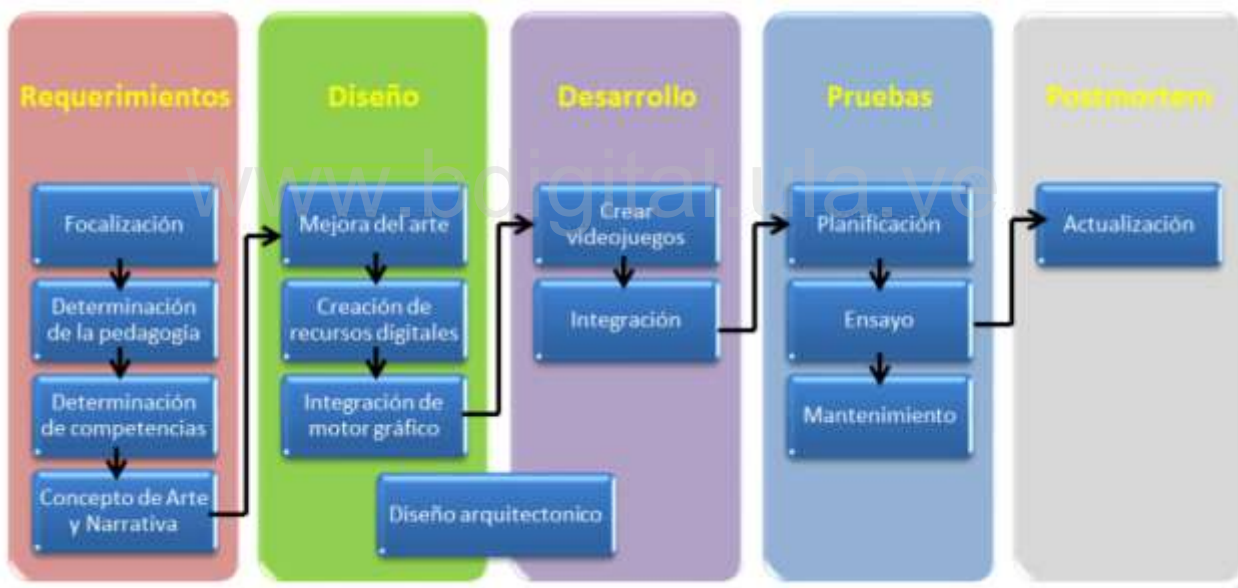 Requerimientos
Focalización
Determinación
de la pedagogía
Determinación
de competencias
Concepto de Arte
y Narrativa
Diseño
Mejora del arte
Creación de
recursos digitales
Integración de
motor gráfico
Diseño arquitectonico
Desarrollo
Crear
videojuegos
Integración
Pruebas
Planificación
Ensayo
Mantenimiento
Postmortem
Actualización
www.bdigital.ula.ve